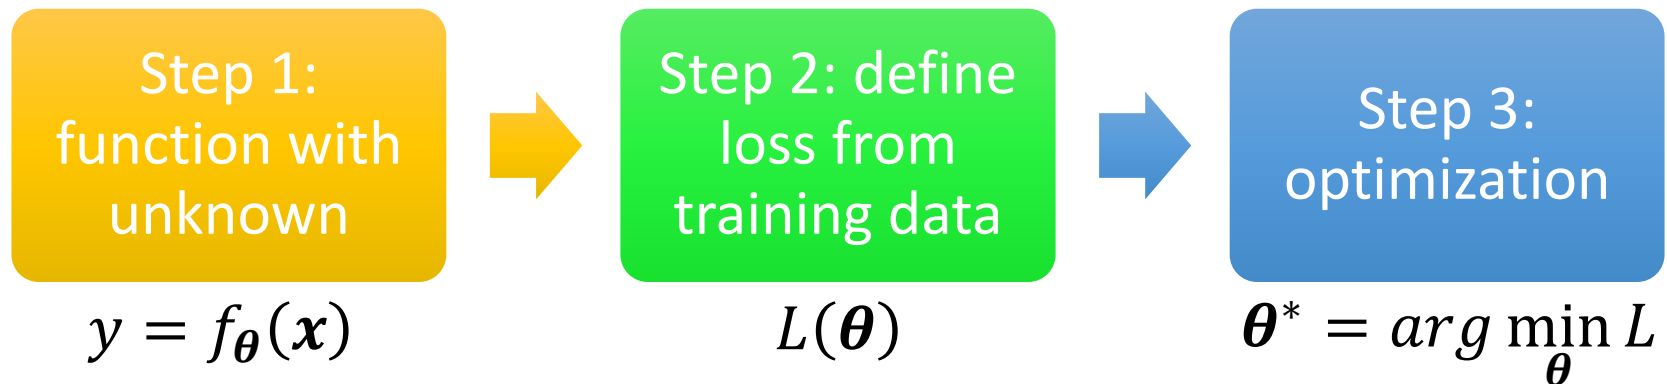 Step 1:
function with
unknown
Step 2: define
loss from
training data
Step 3:
optimization
y = f_θ(x)
L(θ)
θ* = arg min L
θ